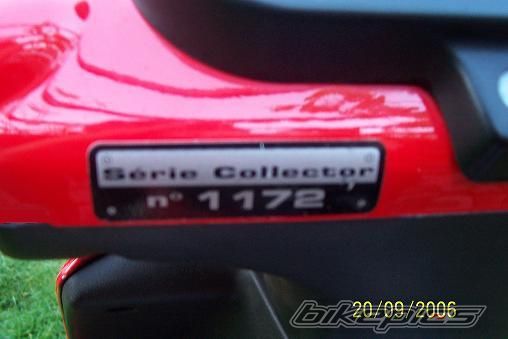 Série Collector
n° 1172
20/09/2006
bikepics